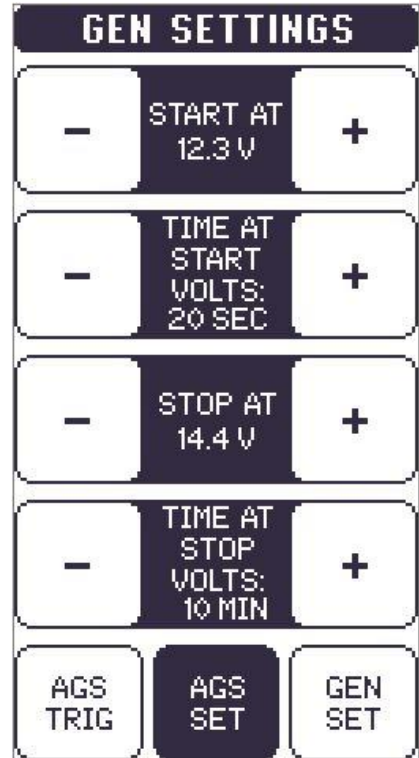 GEN SETTINGS
-
START AT
12.3 V
+
-
TIME AT
START
VOLTS:
20 SEC
+
-
STOP AT
14.4 V
+
-
TIME AT
STOP
VOLTS:
10 MIN
+
AGS
TRIG
AGS
SET
GEN
SET